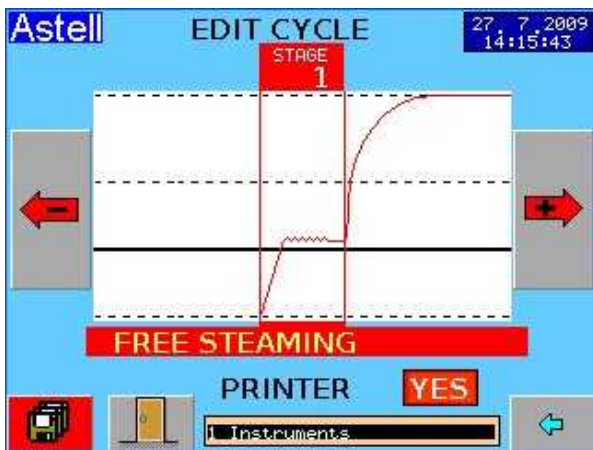 Astell
EDIT CYCLE
27. 7.2009
14:15:43
STAGE
1
-
+
FREE STEAMING
PRINTER
YES
1 Instruments